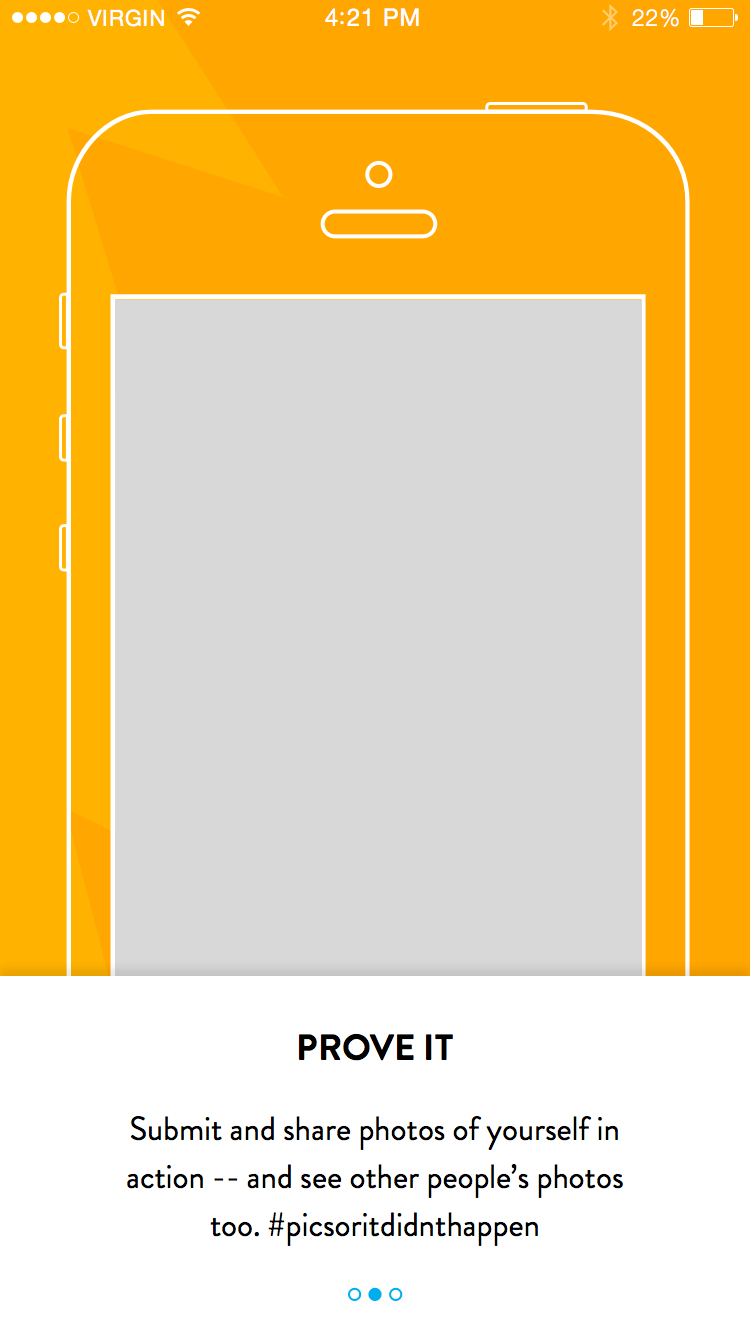 VIRGIN 4:21 PM 22%
PROVE IT
Submit and share photos of yourself in
action -- and see other people’s photos
too. #picsoritdidnthappen